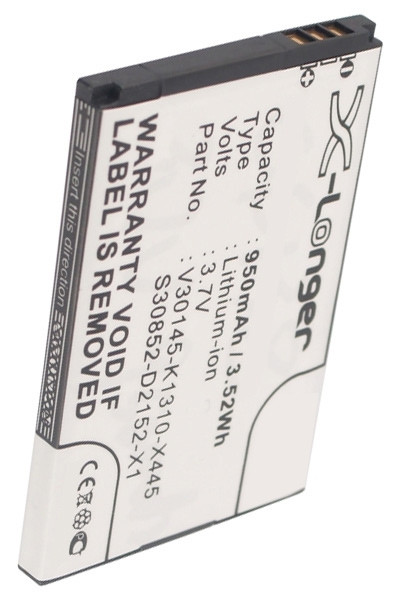 X-Longer
Capacity 950mAh / 3.52Wh
Type Lithium-ion
Volts 3.7V
Part No. V30145-K1310-X445
S30852-D2152-X1
WARRANTY VOID IF
LABEL IS REMOVED
Insert this direction
CE